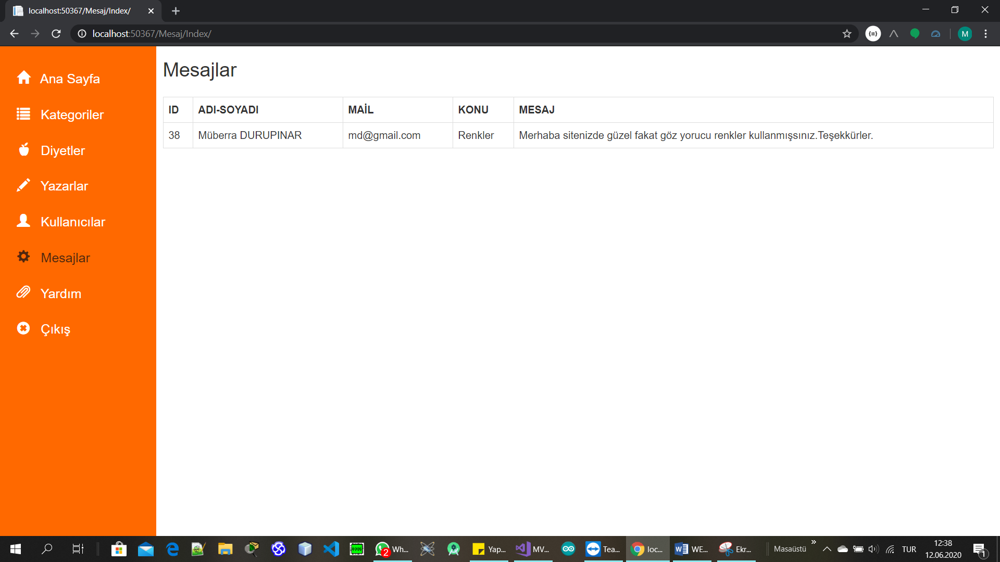 localhost:50367/Mesaj/Index/
localhost:50367/Mesaj/Index/
M
Ana Sayfa
Kategoriler
Diyetler
Yazarlar
Kullanıcılar
Mesajlar
Yardım
Çıkış
Mesajlar
ID ADI-SOYADI MAİL KONU MESAJ
38 Müberra DURUPINAR md@gmail.com Renkler Merhaba sitenizde güzel fakat göz yorucu renkler kullanmışsınız.Teşekkürler.
8086 2 Wh... Yap... MV... Tea... loc... WE... Ekr... Masaüstü TUR 12:38
12.06.2020 1